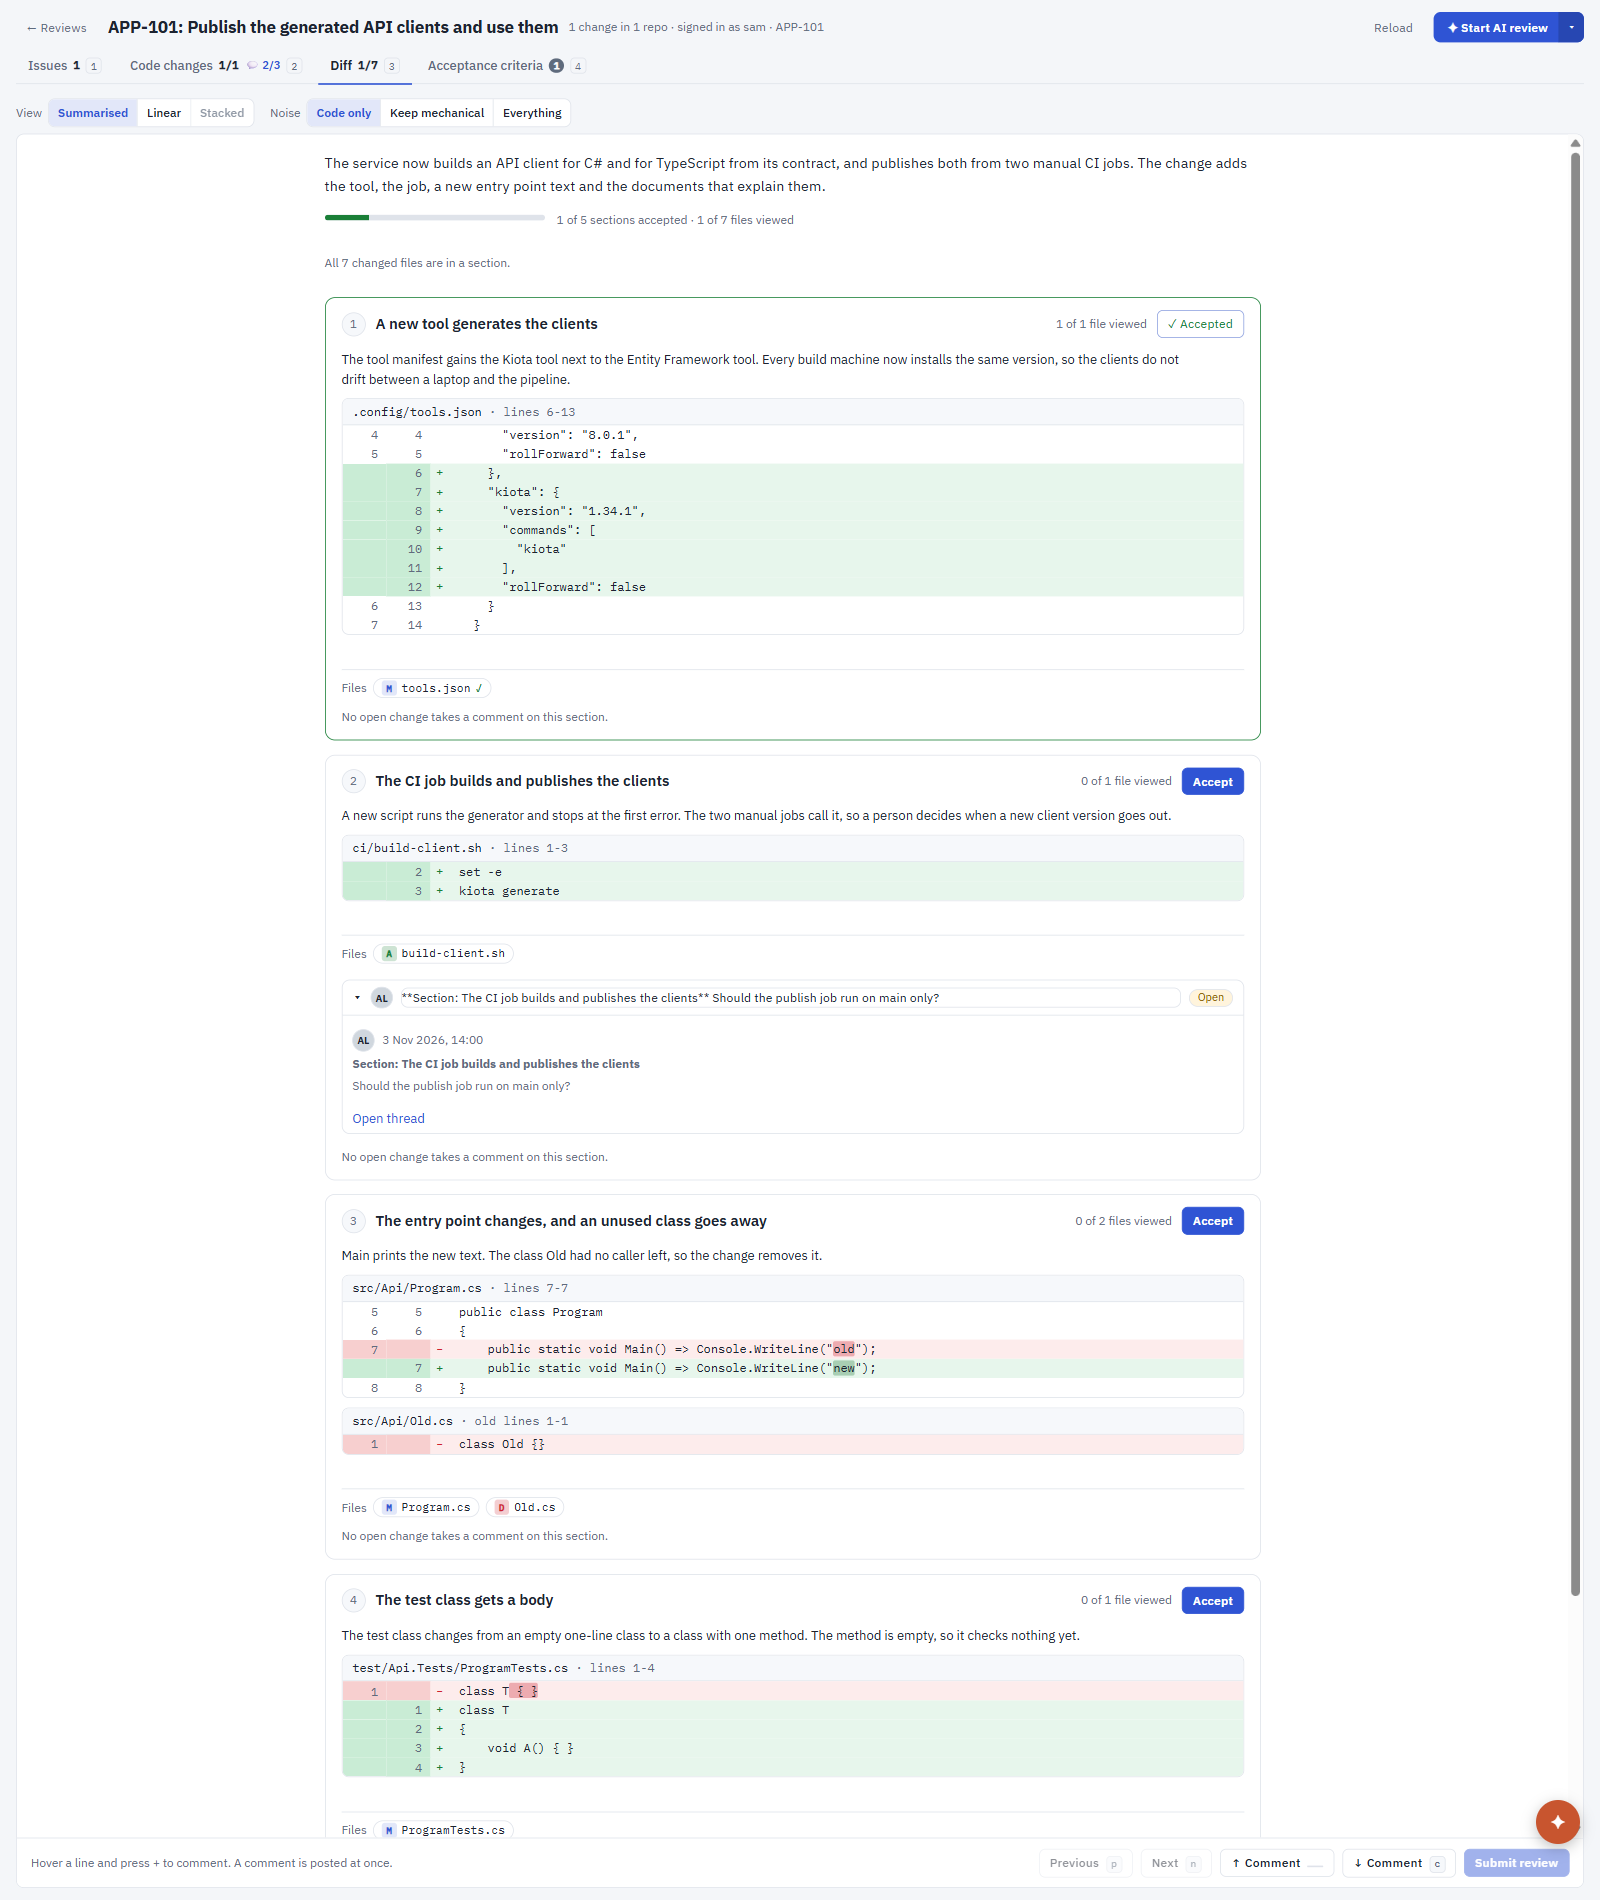 ← Reviews APP-101: Publish the generated API clients and use them 1 change in 1 repo · signed in as sam · APP-101 Reload ✦ Start AI review
Issues 1 1 Code changes 1/1 2/3 2 Diff 1/7 3 Acceptance criteria 1 4
View Summarised Linear Stacked Noise Code only Keep mechanical Everything
The service now builds an API client for C# and for TypeScript from its contract, and publishes both from two manual CI jobs. The change adds
the tool, the job, a new entry point text and the documents that explain them.
1 of 5 sections accepted · 1 of 7 files viewed
All 7 changed files are in a section.
1 A new tool generates the clients 1 of 1 file viewed ✓ Accepted
The tool manifest gains the Kiota tool next to the Entity Framework tool. Every build machine now installs the same version, so the clients do not
drift between a laptop and the pipeline.
.config/tools.json · lines 6-13
4 4 "version": "8.0.1",
5 5 "rollForward": false
6 + },
7 + "kiota": {
8 + "version": "1.34.1",
9 + "commands": [
10 + "kiota"
11 + ],
12 + "rollForward": false
6 13 }
7 14 }
Files M tools.json ✓
No open change takes a comment on this section.
2 The CI job builds and publishes the clients 0 of 1 file viewed Accept
A new script runs the generator and stops at the first error. The two manual jobs call it, so a person decides when a new client version goes out.
ci/build-client.sh · lines 1-3
2 + set -e
3 + kiota generate
Files A build-client.sh
AL **Section: The CI job builds and publishes the clients** Should the publish job run on main only? Open
AL 3 Nov 2026, 14:00
Section: The CI job builds and publishes the clients
Should the publish job run on main only?
Open thread
No open change takes a comment on this section.
3 The entry point changes, and an unused class goes away 0 of 2 files viewed Accept
Main prints the new text. The class Old had no caller left, so the change removes it.
src/Api/Program.cs · lines 7-7
5 5 public class Program
6 6 {
7 − public static void Main() => Console.WriteLine("old");
7 + public static void Main() => Console.WriteLine("new");
8 8 }
src/Api/Old.cs · old lines 1-1
1 − class Old {}
Files M Program.cs D Old.cs
No open change takes a comment on this section.
4 The test class gets a body 0 of 1 file viewed Accept
The test class changes from an empty one-line class to a class with one method. The method is empty, so it checks nothing yet.
test/Api.Tests/ProgramTests.cs · lines 1-4
1 − class T { }
1 + class T
2 + {
3 + void A() { }
4 + }
Files M ProgramTests.cs
Hover a line and press + to comment. A comment is posted at once. Previous p Next n ↑ Comment ↓ Comment c Submit review